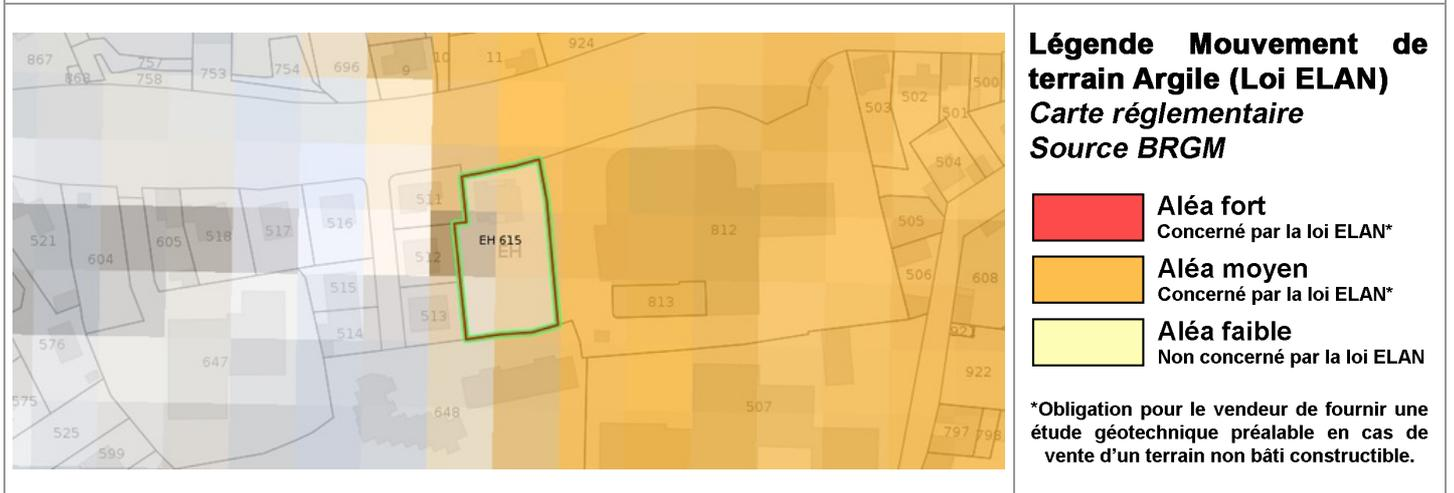 924
867
868
757
758
753
754
696
9
10
11
503
502
500
501
504
511
516
521
604
605
518
517
512
EH 615
EH
812
505
506
608
515
513
514
813
921
576
647
922
648
507
575
525
599
797
798
Légende Mouvement de
terrain Argile (Loi ELAN)
Carte réglementaire
Source BRGM
Aléa fort
Concerné par la loi ELAN*
Aléa moyen
Concerné par la loi ELAN*
Aléa faible
Non concerné par la loi ELAN
*Obligation pour le vendeur de fournir une
étude géotechnique préalable en cas de
vente d’un terrain non bâti constructible.